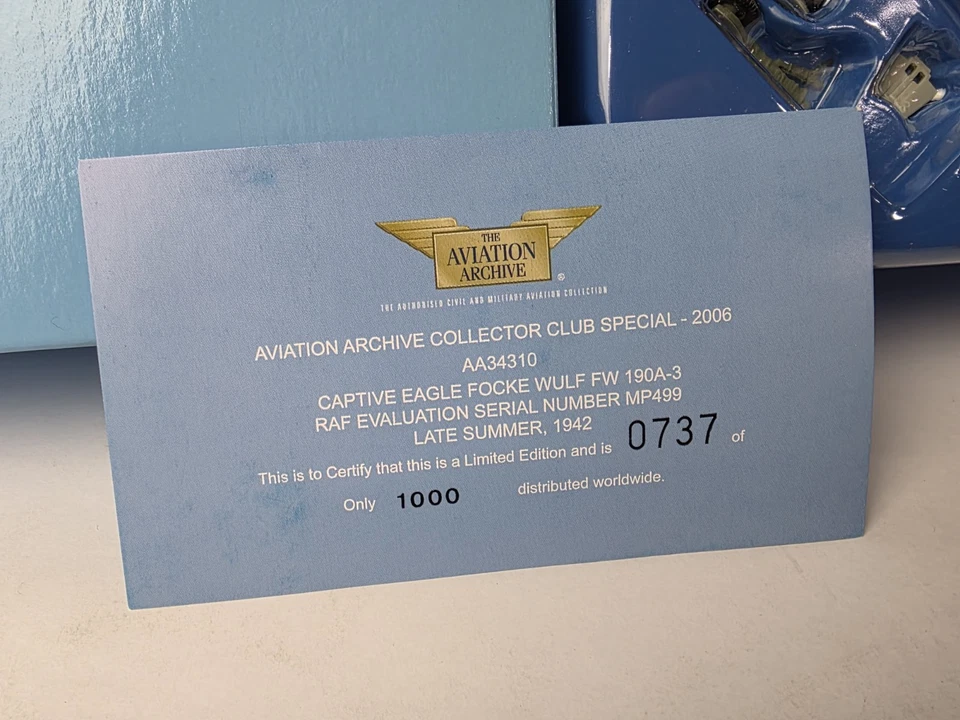 THE
AVIATION
ARCHIVE
®
THE AUTHORISED CIVIL AND MILITARY AVIATION COLLECTION
AVIATION ARCHIVE COLLECTOR CLUB SPECIAL - 2006
AA34310
CAPTIVE EAGLE FOCKE WULF FW 190A-3
RAF EVALUATION SERIAL NUMBER MP499
LATE SUMMER, 1942
This is to Certify that this is a Limited Edition and is 0737 of
Only 1000 distributed worldwide.